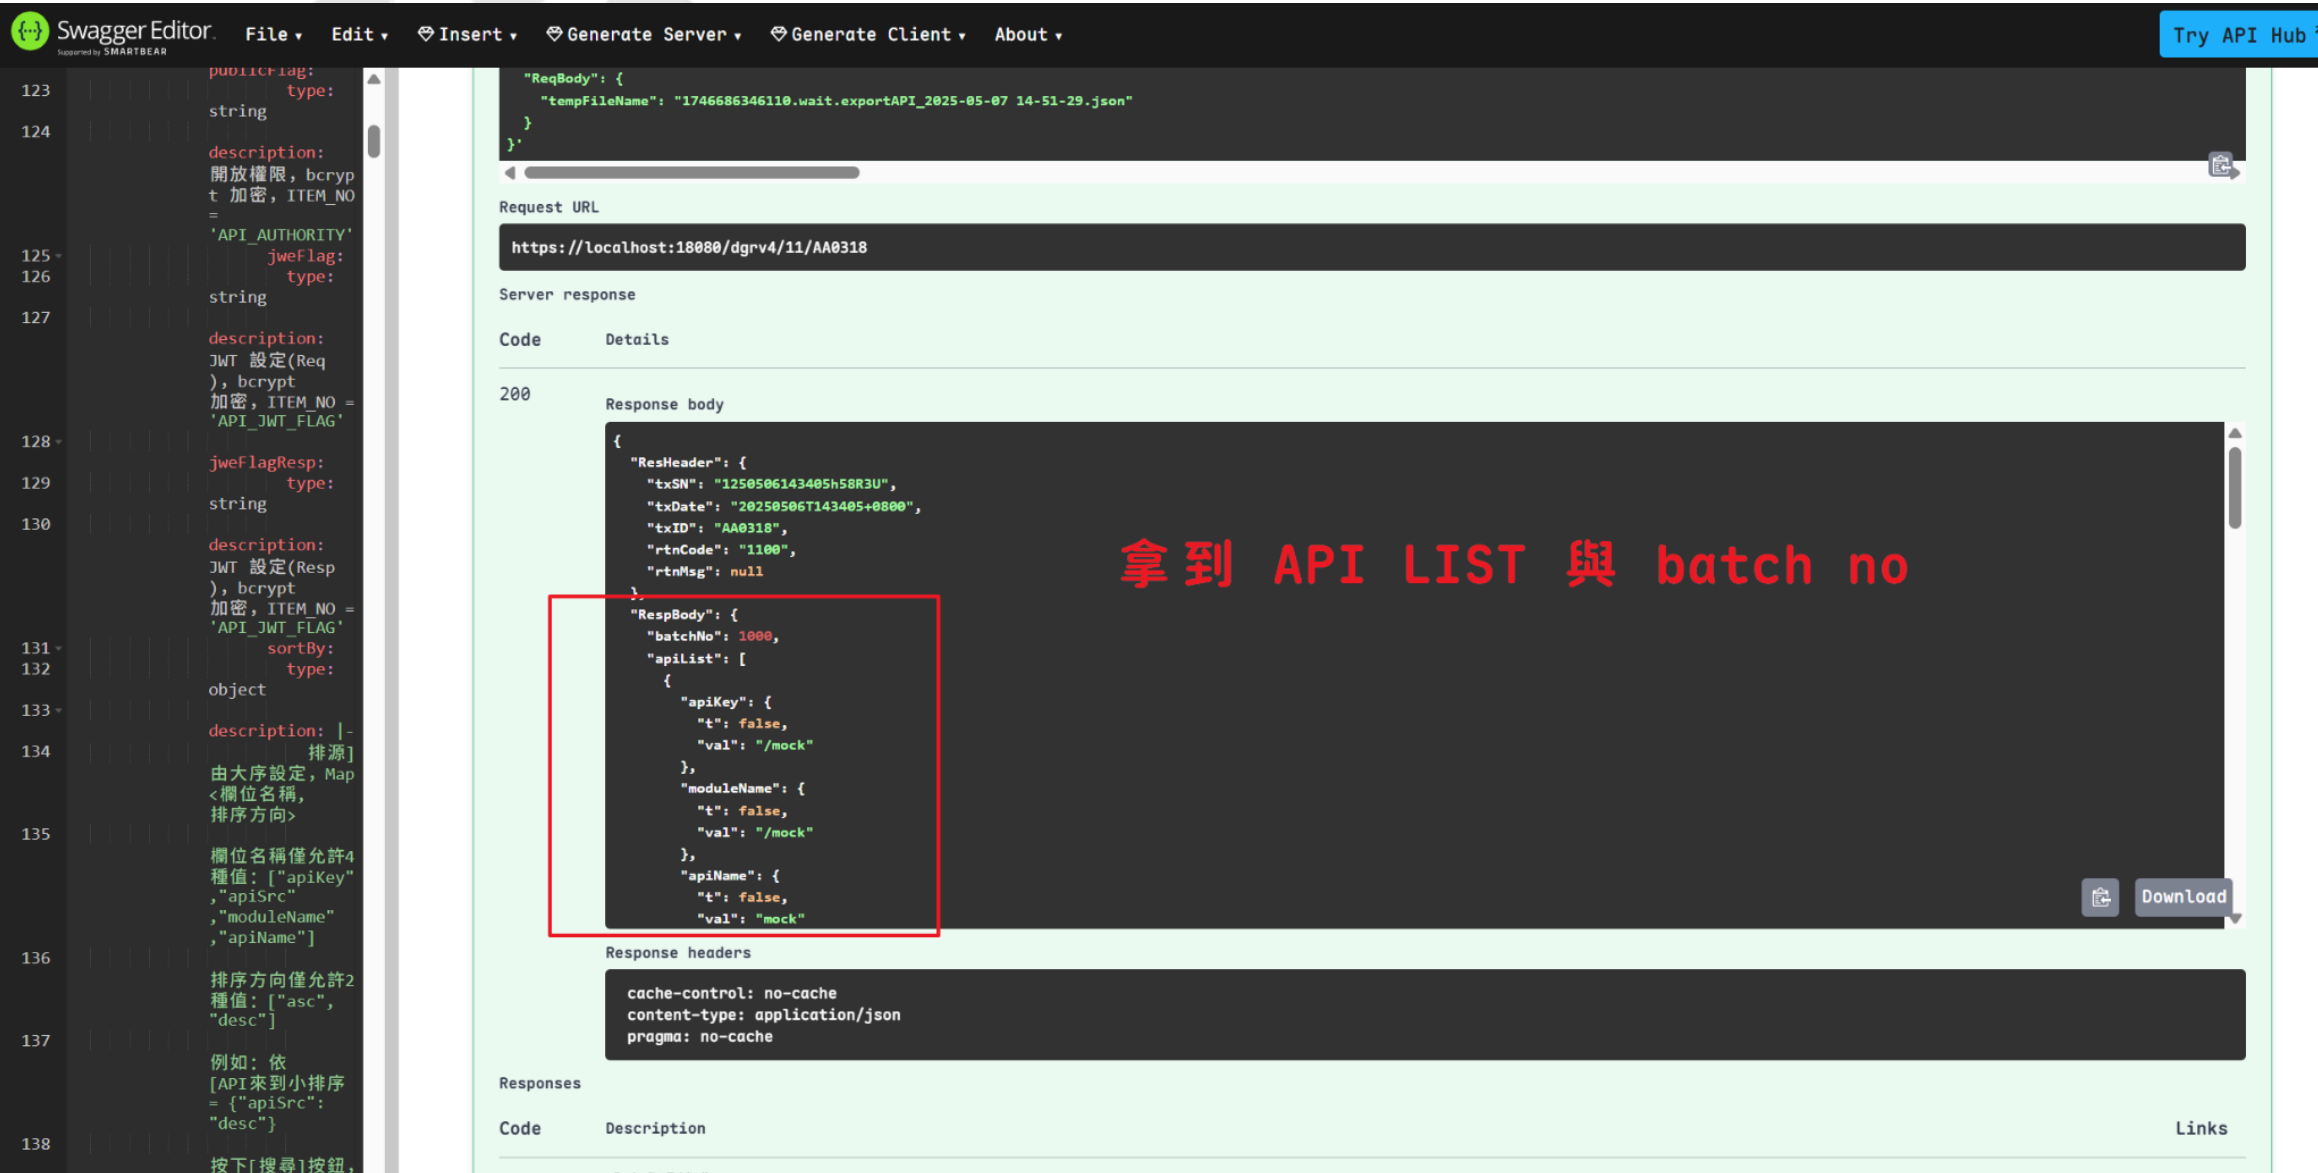 Swagger Editor.
Supported by SMARTBEAR
File ▾ Edit ▾ Insert ▾ Generate Server ▾ Generate Client ▾ About ▾
Try API Hub
publicFlag:
123 type:
string
124
description:
開放權限, bcryp
t 加密, ITEM_NO
=
'API_AUTHORITY'
125 jweFlag:
126 type:
string
127
description:
JWT 設定(Req
), bcrypt
加密, ITEM_NO =
'API_JWT_FLAG'
128
jweFlagResp:
129 type:
string
130
description:
JWT 設定(Resp
), bcrypt
加密, ITEM_NO =
'API_JWT_FLAG'
131 sortBy:
132 type:
object
133
description: |-
134 排源]
由大序設定, Map
<欄位名稱,
排序方向>
135
欄位名稱僅允許4
種值: ["apiKey"
,"apiSrc"
,"moduleName"
,"apiName"]
136
排序方向僅允許2
種值: ["asc",
"desc"]
137
例如: 依
[API來到小排序
= {"apiSrc":
"desc"}
138
按下[搜尋]按鈕,
"ReqBody": {
"tempFileName": "1746686346110.wait.exportAPI_2025-05-07 14-51-29.json"
}
}'
Request URL
https://localhost:18080/dgrv4/11/AA0318
Server response
Code Details
200
Response body
{
"ResHeader": {
"txSN": "1250506143405h58R3U",
"txDate": "20250506T143405+0800",
"txID": "AA0318",
"rtnCode": "1100",
"rtnMsg": null
},
"RespBody": {
"batchNo": 1000,
"apiList": [
{
"apiKey": {
"t": false,
"val": "/mock"
},
"moduleName": {
"t": false,
"val": "/mock"
},
"apiName": {
"t": false,
"val": "mock"
拿到 API LIST 與 batch no
Download
Response headers
cache-control: no-cache
content-type: application/json
pragma: no-cache
Responses
Code Description Links